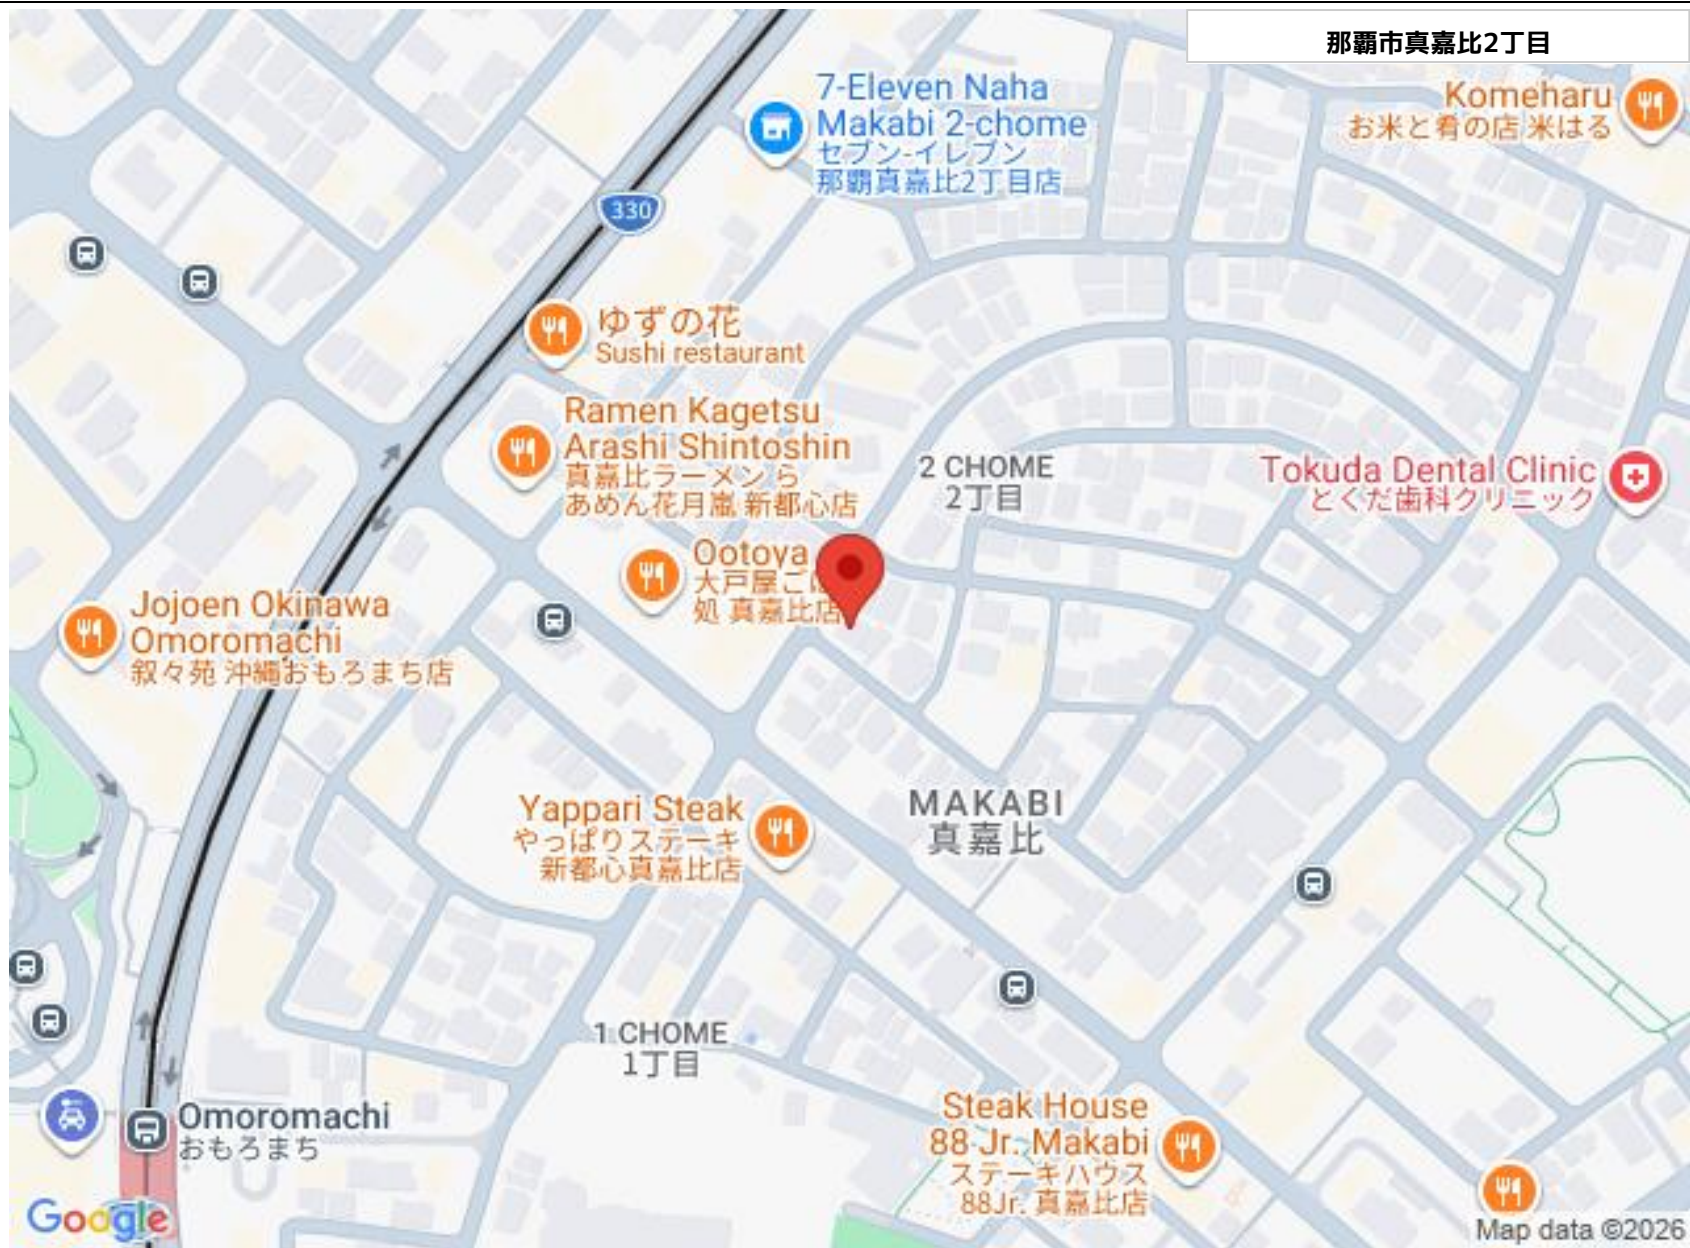 那覇市真嘉比2丁目
7-Eleven Naha
Makabi 2-chome
セブン-イレブン
那覇真嘉比2丁目店
Komeharu
お米と肴の店 米はる
330
ゆずの花
Sushi restaurant
Ramen Kagetsu
Arashi Shintoshin
真嘉比ラーメン ら
あめん花月嵐 新都心店
2 CHOME
2丁目
Tokuda Dental Clinic
とくだ歯科クリニック
Ootoya
大戸屋ごは
処 真嘉比店
Jojoen Okinawa
Omoromachi
叙々苑 沖縄おもろまち店
Yappari Steak
やっぱりステーキ
新都心真嘉比店
MAKABI
真嘉比
1 CHOME
1丁目
Omoromachi
おもろまち
Steak House
88 Jr. Makabi
ステーキハウス
88Jr. 真嘉比店
Google
Map data ©2026